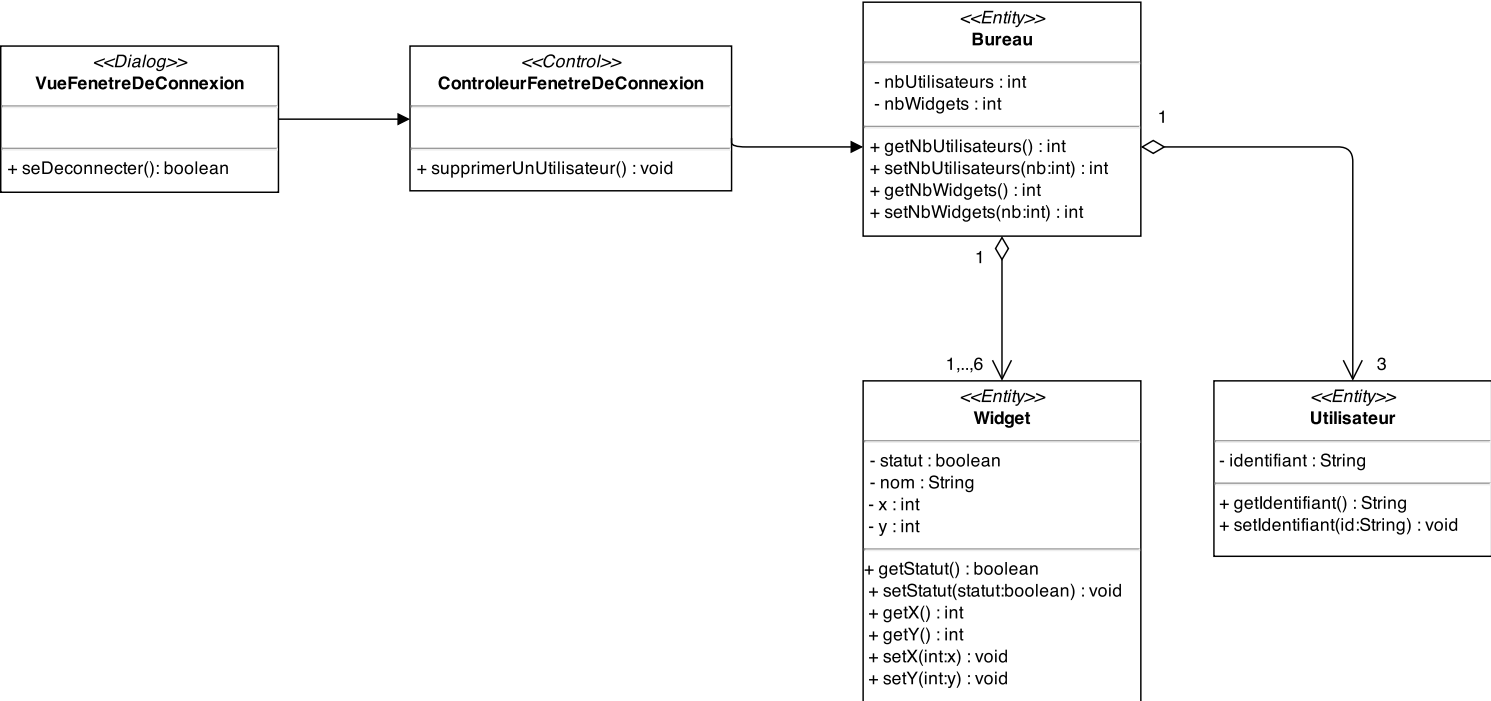 <<Dialog>>
VueFenetreDeConnexion
+ seDeconnecter(): boolean
<<Control>>
ControleurFenetreDeConnexion
+ supprimerUnUtilisateur() : void
<<Entity>>
Bureau
- nbUtilisateurs : int
- nbWidgets : int
+ getNbUtilisateurs() : int
+ setNbUtilisateurs(nb:int) : int
+ getNbWidgets() : int
+ setNbWidgets(nb:int) : int
1
1
1,..,6
3
<<Entity>>
Widget
- statut : boolean
- nom : String
- x : int
- y : int
+ getStatut() : boolean
+ setStatut(statut:boolean) : void
+ getX() : int
+ getY() : int
+ setX(int:x) : void
+ setY(int:y) : void
<<Entity>>
Utilisateur
- identifiant : String
+ getIdentifiant() : String
+ setIdentifiant(id:String) : void